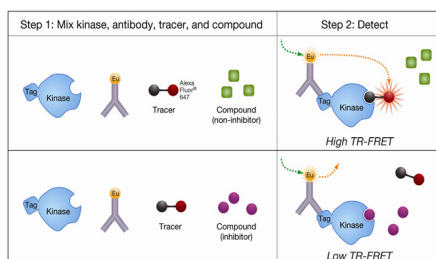 Step 1: Mix kinase, antibody, tracer, and compound
Step 2: Detect
Tag
Kinase
Eu
Alexa
Fluor®
647
Tracer
Compound
(non-inhibitor)
Eu
Tag
Kinase
High TR-FRET
Tag
Kinase
Eu
Tracer
Compound
(inhibitor)
Eu
Tag
Kinase
Low TR-FRET